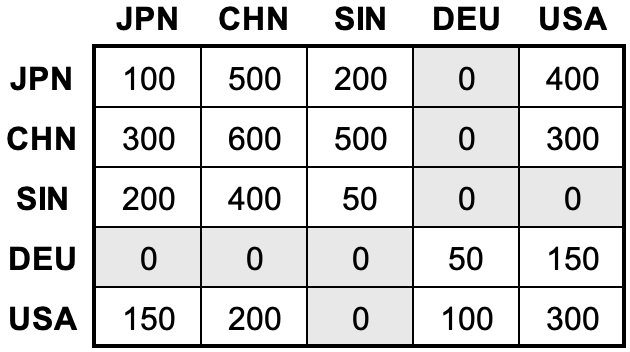 JPN CHN SIN DEU USA
JPN 100 500 200 0 400
CHN 300 600 500 0 300
SIN 200 400 50 0 0
DEU 0 0 0 50 150
USA 150 200 0 100 300